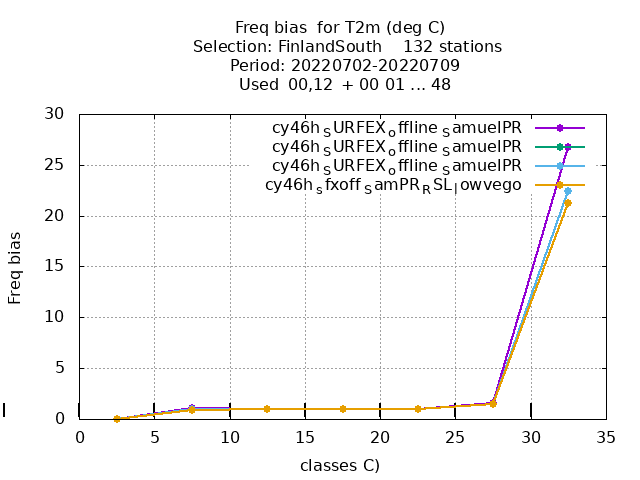 Freq bias for T2m (deg C)
Selection: FinlandSouth 132 stations
Period: 20220702-20220709
Used 00,12 + 00 01 ... 48
cy46h_SURFEX_offline_SamuelPR
cy46h_SURFEX_offline_SamuelPR
cy46h_SURFEX_offline_SamuelPR
cy46h_sfxoff_SamPR_RSL_lowvego
30
25
20
15
10
5
0
Freq bias
0 5 10 15 20 25 30 35
classes C)